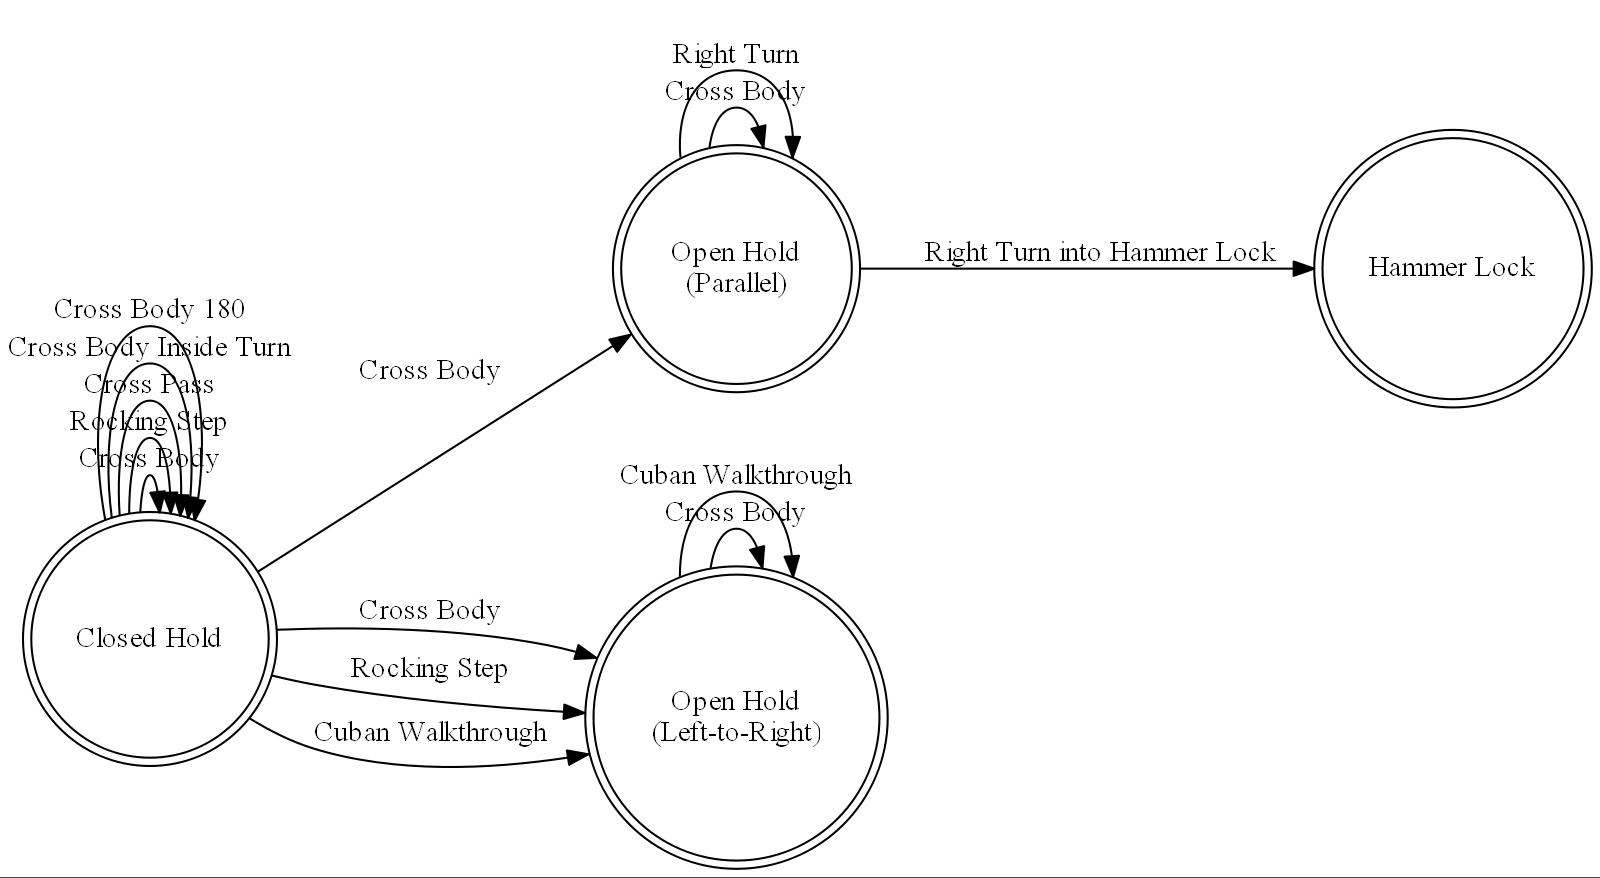 Right Turn
Cross Body
Open Hold
(Parallel)
Right Turn into Hammer Lock
Hammer Lock
Cross Body 180
Cross Body Inside Turn
Cross Pass
Rocking Step
Cross Body
Closed Hold
Cross Body
Cross Body
Rocking Step
Cuban Walkthrough
Cuban Walkthrough
Cross Body
Open Hold
(Left-to-Right)